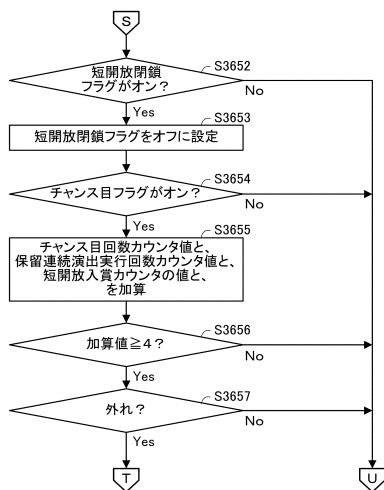 S
S3652
短開放閉鎖
フラグがオン？
No
Yes
S3653
短開放閉鎖フラグをオフに設定
S3654
チャンス目フラグがオン？
No
Yes
S3655
チャンス目回数カウンタ値と、
保留連続演出実行回数カウンタ値と、
短開放入賞カウンタの値と、
を加算
S3656
加算値≧4？
No
Yes
S3657
外れ？
No
Yes
T
U